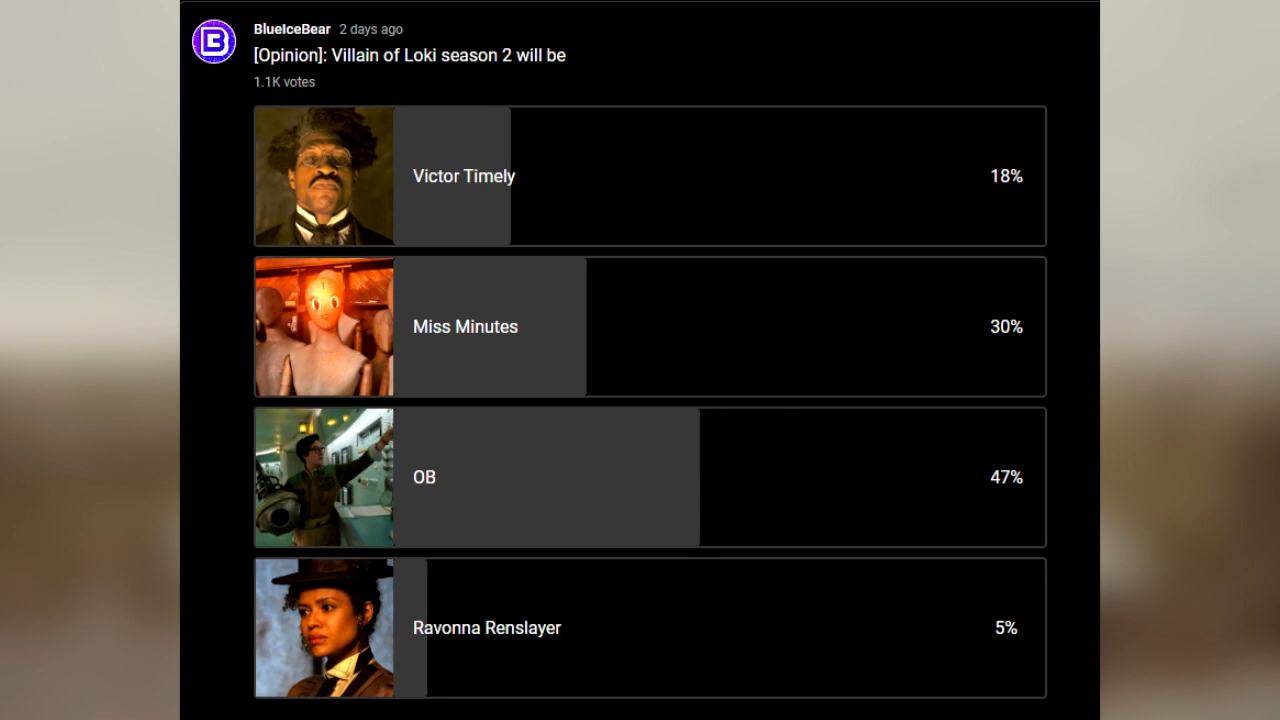 BlueIceBear 2 days ago
[Opinion]: Villain of Loki season 2 will be
1.1K votes
Victor Timely 18%
Miss Minutes 30%
OB 47%
Ravonna Renslayer 5%